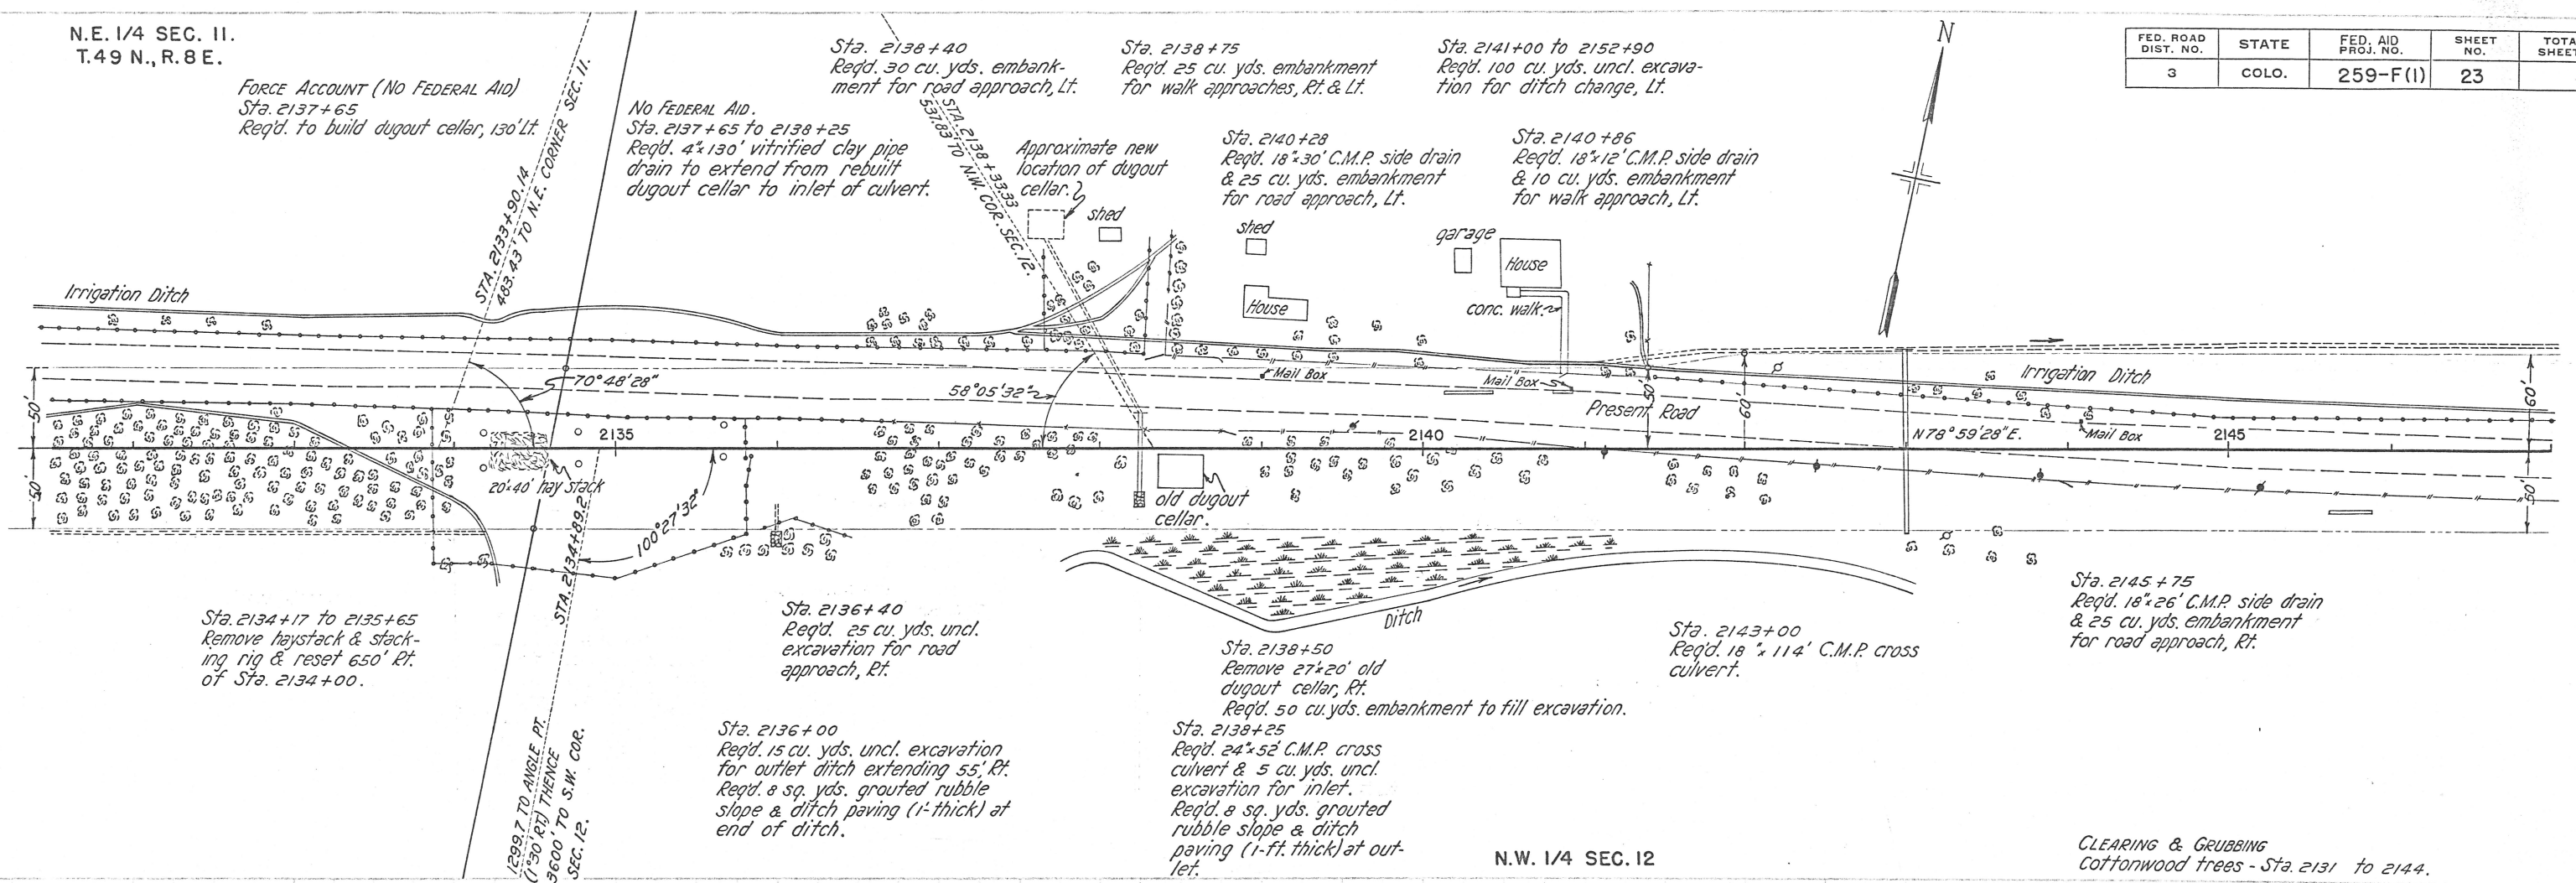 N.E. 1/4 SEC. 11.
T.49 N., R.8 E.
FORCE ACCOUNT (NO FEDERAL AID)
Sta. 2137+65
Req'd. to build dugout cellar, 130' Lt.
STA. 2133+90.14
483.43' TO N.E. CORNER SEC. 11.
NO FEDERAL AID.
Sta. 2137+65 to 2138+25
Req'd. 4"x130' vitrified clay pipe
drain to extend from rebuilt
dugout cellar to inlet of culvert.
Sta. 2138+40
Req'd. 30 cu. yds. embank-
ment for road approach, Lt.
STA. 2138+33.33
537.83 TO N.W. COR. SEC. 12.
Approximate new
location of dugout
cellar.
shed
Sta. 2138+75
Req'd. 25 cu. yds. embankment
for walk approaches, Rt. & Lt.
Sta. 2140+28
Req'd. 18"x30' C.M.P. side drain
& 25 cu. yds. embankment
for road approach, Lt.
shed
House
Sta. 2141+00 to 2152+90
Req'd. 100 cu. yds. uncl. excava-
tion for ditch change, Lt.
Sta. 2140+86
Req'd. 18"x12' C.M.P. side drain
& 10 cu. yds. embankment
for walk approach, Lt.
garage
House
conc. walk
N
FED. ROAD DIST. NO.
STATE
FED. AID PROJ. NO.
SHEET NO.
TOTA
SHEET
3
COLO.
259-F(1)
23
Irrigation Ditch
70°48'28"
58°05'32"
Mail Box
Mail Box
Present Road
Irrigation Ditch
Mail Box
50'
50'
50'
60'
60'
50'
2135
2140
N78°59'28"E.
2145
20'x40' hay stack
100°27'32"
STA. 2134+89.2
old dugout
cellar.
Ditch
Sta. 2134+17 to 2135+65
Remove haystack & stack-
ing rig & reset 650' Rt.
of Sta. 2134+00.
1299.7 TO ANGLE PT.
(1°30' RT.) THENCE
3600' TO S.W. COR.
SEC. 12.
Sta. 2136+40
Req'd. 25 cu. yds. uncl.
excavation for road
approach, Rt.
Sta. 2136+00
Req'd. 15 cu. yds. uncl. excavation
for outlet ditch extending 55' Rt.
Req'd. 8 sq. yds. grouted rubble
slope & ditch paving (1'-thick) at
end of ditch.
Sta. 2138+50
Remove 27'x20' old
dugout cellar, Rt.
Req'd. 50 cu. yds. embankment to fill excavation.
Sta. 2138+25
Req'd. 24"x52' C.M.P. cross
culvert & 5 cu. yds. uncl.
excavation for inlet.
Req'd. 8 sq. yds. grouted
rubble slope & ditch
paving (1-ft. thick) at out-
let.
Sta. 2143+00
Req'd. 18"x114' C.M.P. cross
culvert.
Sta. 2145+75
Req'd. 18"x26' C.M.P. side drain
& 25 cu. yds. embankment
for road approach, Rt.
N.W. 1/4 SEC. 12
CLEARING & GRUBBING
Cottonwood trees - Sta. 2131 to 2144.